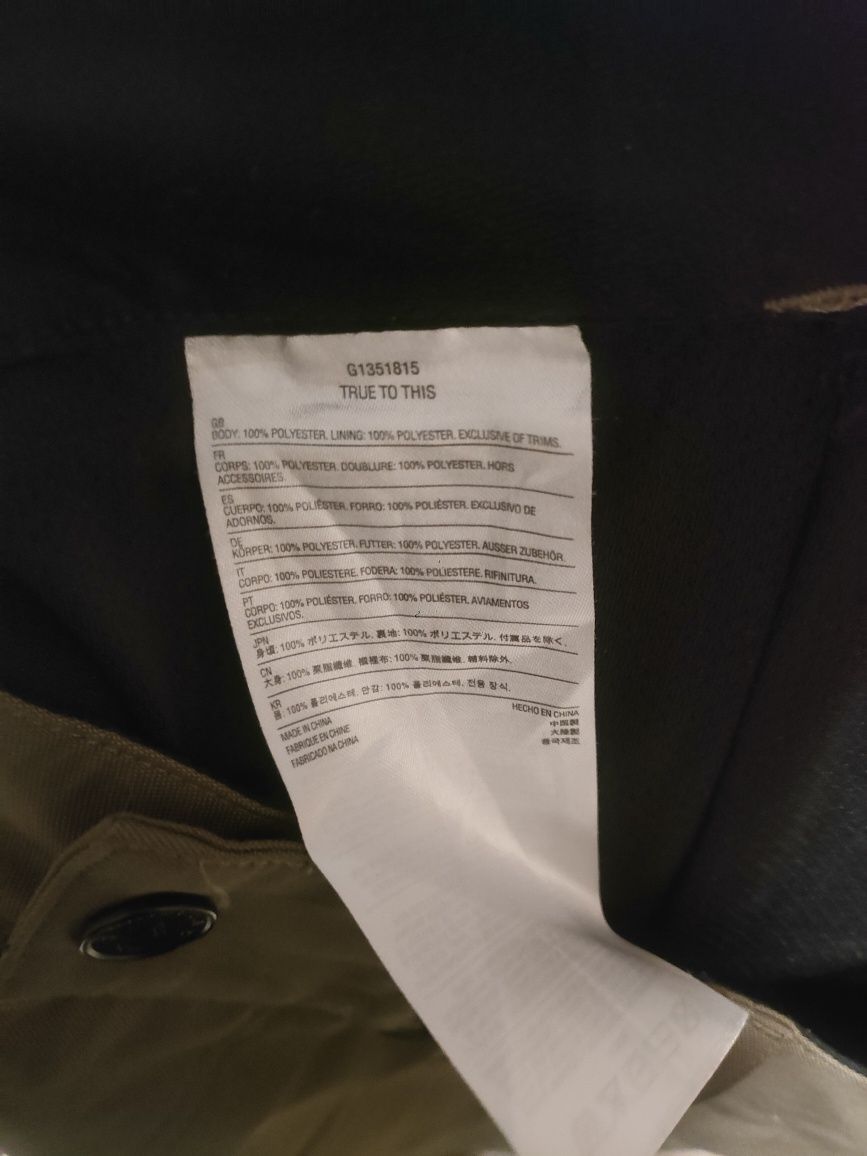 G1351815
TRUE TO THIS
GB
BODY: 100% POLYESTER. LINING: 100% POLYESTER. EXCLUSIVE OF TRIMS.
FR
CORPS: 100% POLYESTER. DOUBLURE: 100% POLYESTER. HORS
ACCESSOIRES.
ES
CUERPO: 100% POLIÉSTER. FORRO: 100% POLIÉSTER. EXCLUSIVO DE
ADORNOS.
DE
KÖRPER: 100% POLYESTER. FUTTER: 100% POLYESTER. AUSSER ZUBEHÖR.
IT
CORPO: 100% POLIESTERE. FODERA: 100% POLIESTERE. RIFINITURA.
PT
CORPO: 100% POLIÉSTER. FORRO: 100% POLIÉSTER. AVIAMENTOS
EXCLUSIVOS.
JPN
身頃: 100% ポリエステル. 裏地: 100% ポリエステル. 付属品を除く.
CN
大身: 100% 聚脂纖维. 裡布: 100% 聚脂纖维. 輔料除外.
KR
몸: 100% 폴리에스테. 안감: 100% 폴리에스테. 전용 장식.
MADE IN CHINA
FABRIQUE EN CHINE
FABRICADO NA CHINA
HECHO EN CHINA
中国製
大陸製
중국제조